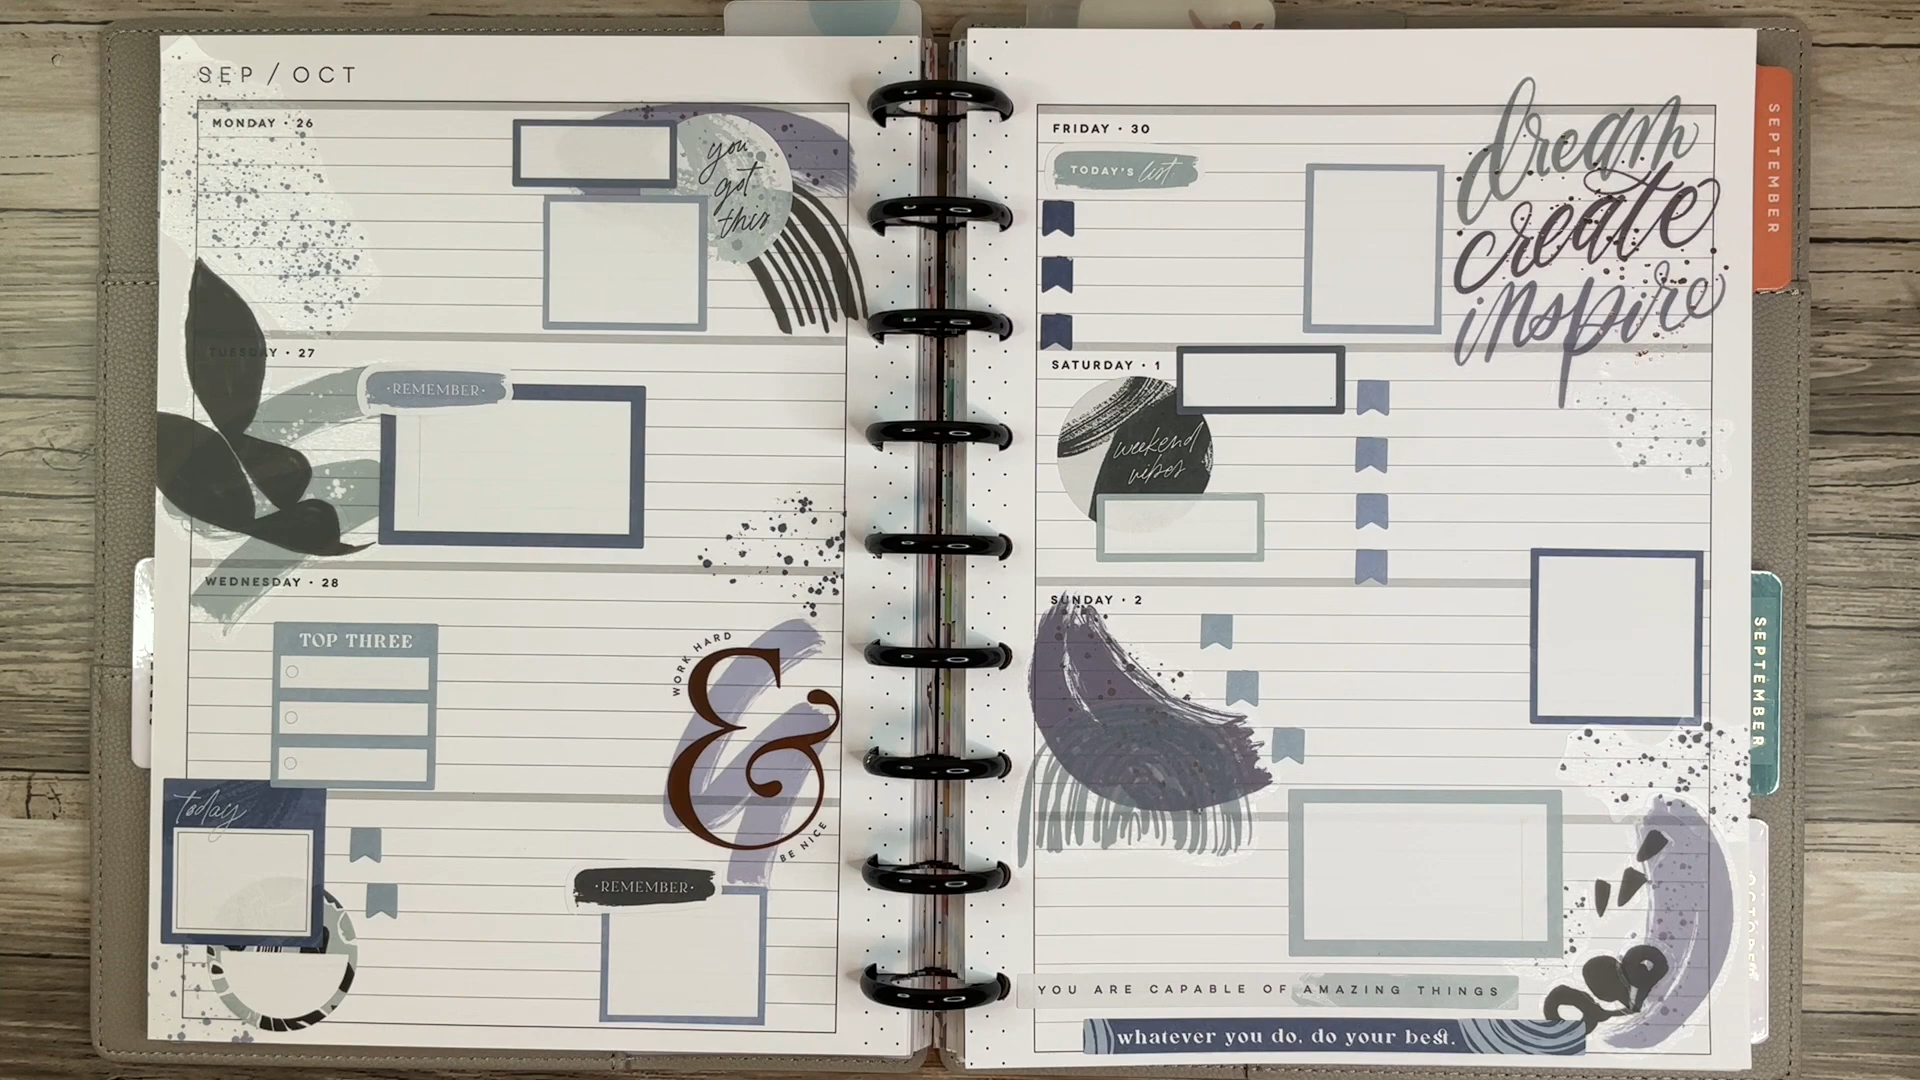 SEP / OCT
MONDAY · 26
you
got
this
TUESDAY · 27
·REMEMBER·
WEDNESDAY · 28
TOP THREE
WORK HARD
&
BE NICE
today
·REMEMBER·
FRIDAY · 30
TODAY'S list
dream
create
inspire
SATURDAY · 1
weekend
vibes
SUNDAY · 2
YOU ARE CAPABLE OF AMAZING THINGS
whatever you do, do your best.
SEPTEMBER
SEPTEMBER
OCTOBER